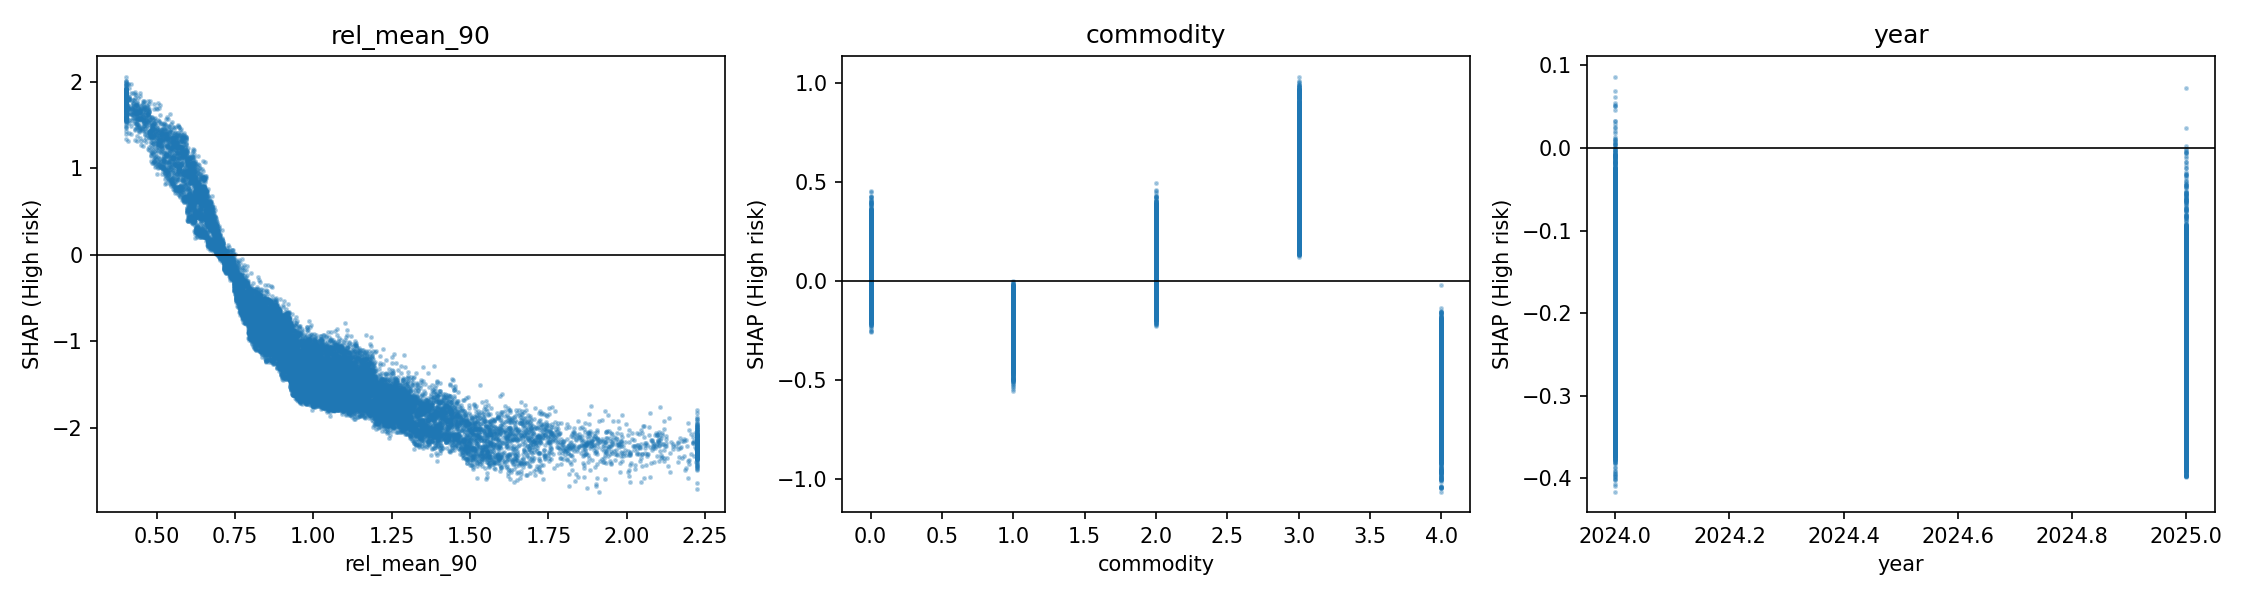 rel_mean_90
SHAP (High risk)
2
1
0
−1
−2
0.50 0.75 1.00 1.25 1.50 1.75 2.00 2.25
rel_mean_90
commodity
SHAP (High risk)
1.0
0.5
0.0
−0.5
−1.0
0.0 0.5 1.0 1.5 2.0 2.5 3.0 3.5 4.0
commodity
year
SHAP (High risk)
0.1
0.0
−0.1
−0.2
−0.3
−0.4
2024.0 2024.2 2024.4 2024.6 2024.8 2025.0
year